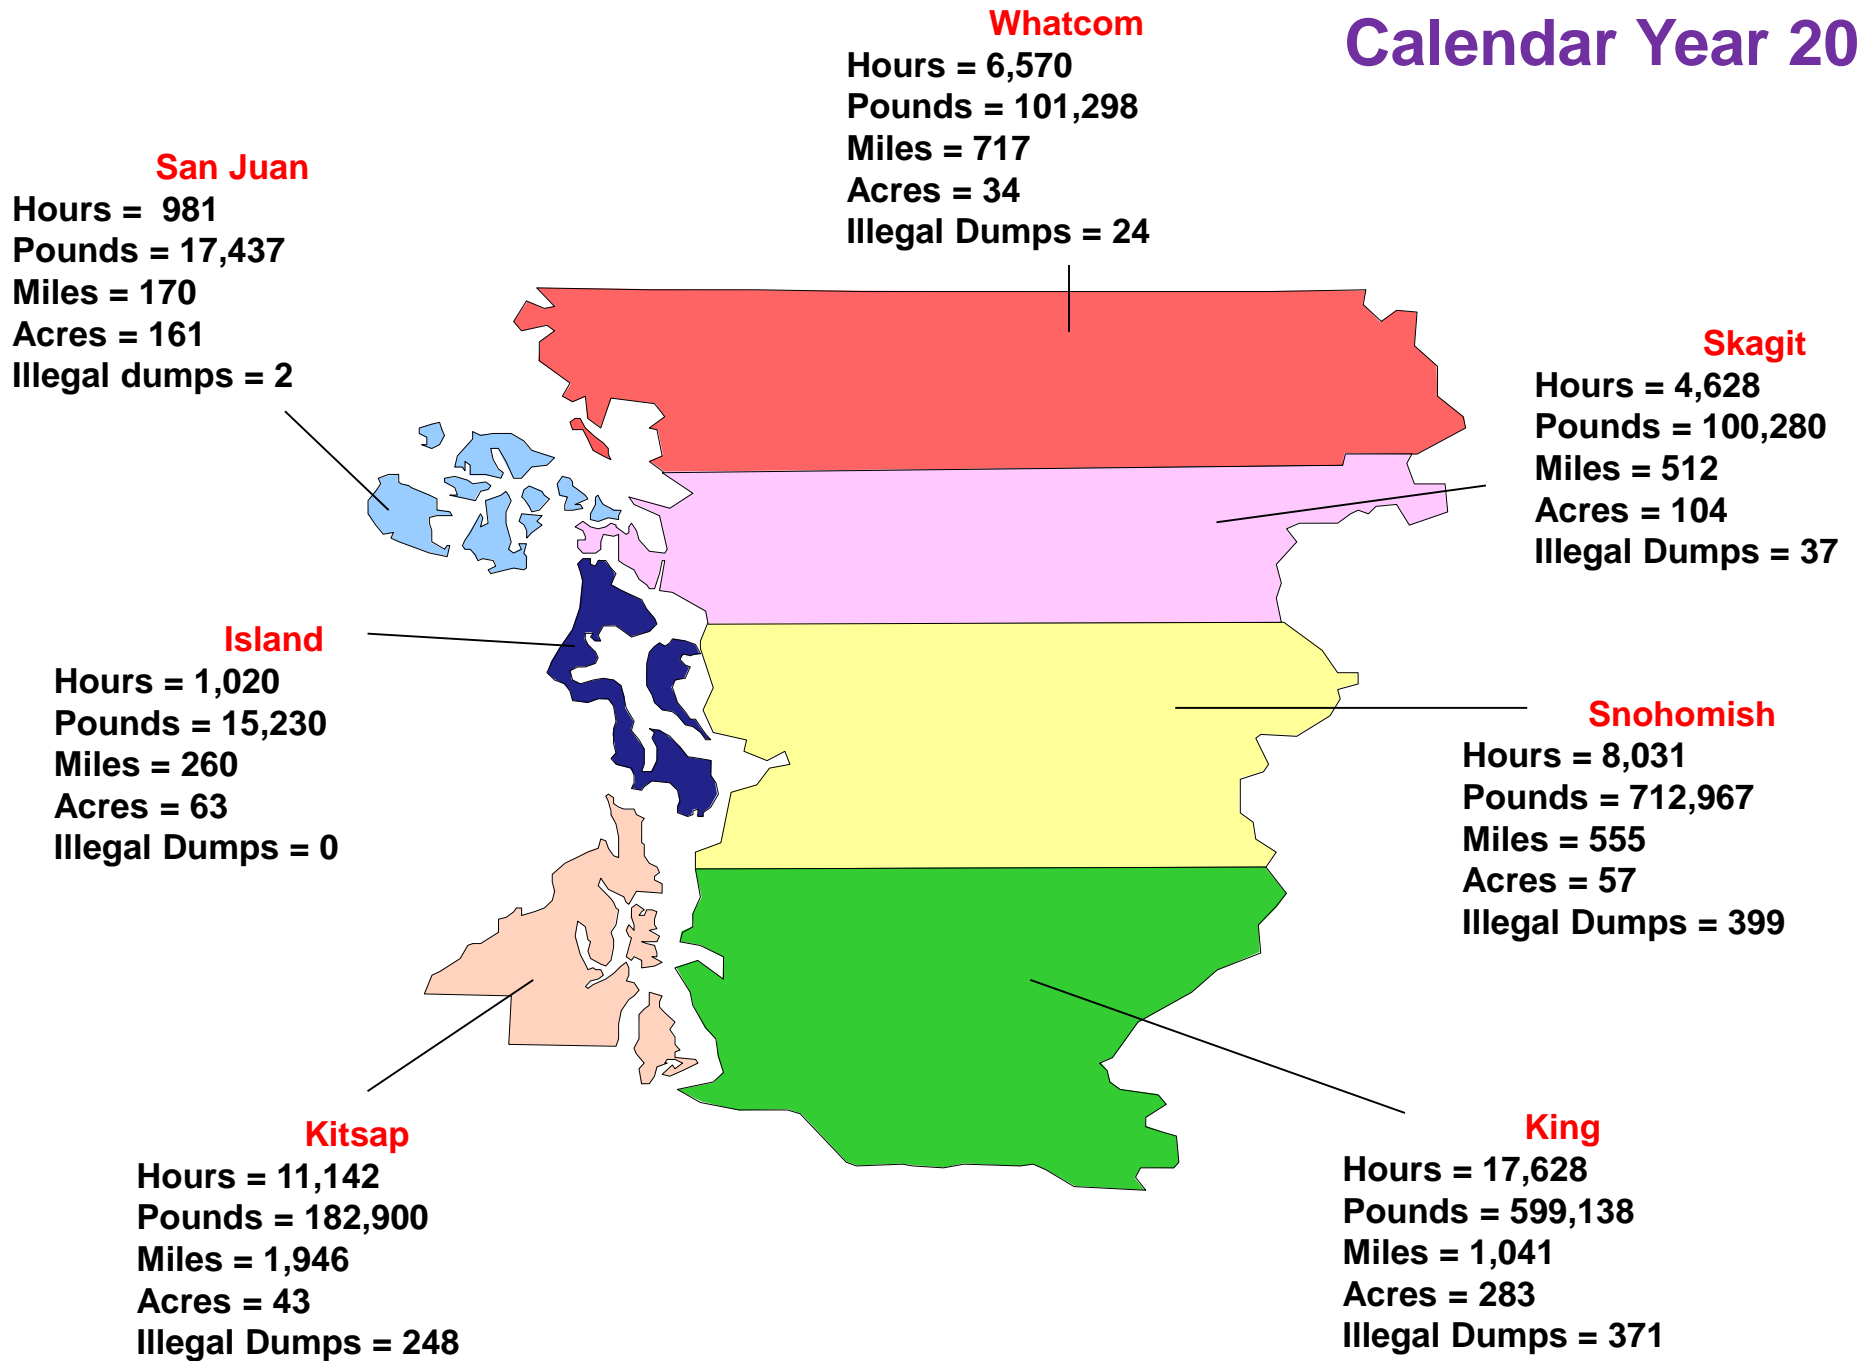 Calendar Year 20
Whatcom
Hours = 6,570
Pounds = 101,298
Miles = 717
Acres = 34
Illegal Dumps = 24
San Juan
Hours =  981
Pounds = 17,437
Miles = 170
Acres = 161
Illegal dumps = 2
Skagit
Hours = 4,628
Pounds = 100,280
Miles = 512
Acres = 104
Illegal Dumps = 37
Island
Hours = 1,020
Pounds = 15,230
Miles = 260
Acres = 63
Illegal Dumps = 0
Snohomish
Hours = 8,031
Pounds = 712,967
Miles = 555
Acres = 57
Illegal Dumps = 399
Kitsap
Hours = 11,142
Pounds = 182,900
Miles = 1,946
Acres = 43
Illegal Dumps = 248
King
Hours = 17,628
Pounds = 599,138
Miles = 1,041
Acres = 283
Illegal Dumps = 371